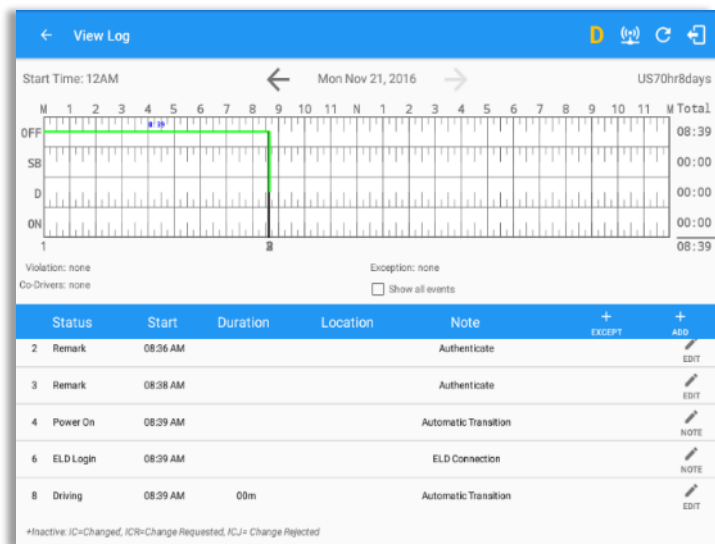 View Log D
Start Time: 12AM Mon Nov 21, 2016 US70hr8days
M 1 2 3 4 5 6 7 8 9 10 11 N 1 2 3 4 5 6 7 8 9 10 11 M Total
8:39
OFF 08:39
SB 00:00
D 00:00
ON 00:00
1 08:39
Violation: none Exception: none
Co-Drivers: none Show all events
Status Start Duration Location Note + EXCEPT + ADD
2 Remark 08:36 AM Authenticate EDIT
3 Remark 08:38 AM Authenticate EDIT
4 Power On 08:39 AM Automatic Transition NOTE
6 ELD Login 08:39 AM ELD Connection NOTE
8 Driving 08:39 AM 00m Automatic Transition EDIT
+Inactive: IC=Changed, ICR=Change Requested, ICJ= Change Rejected